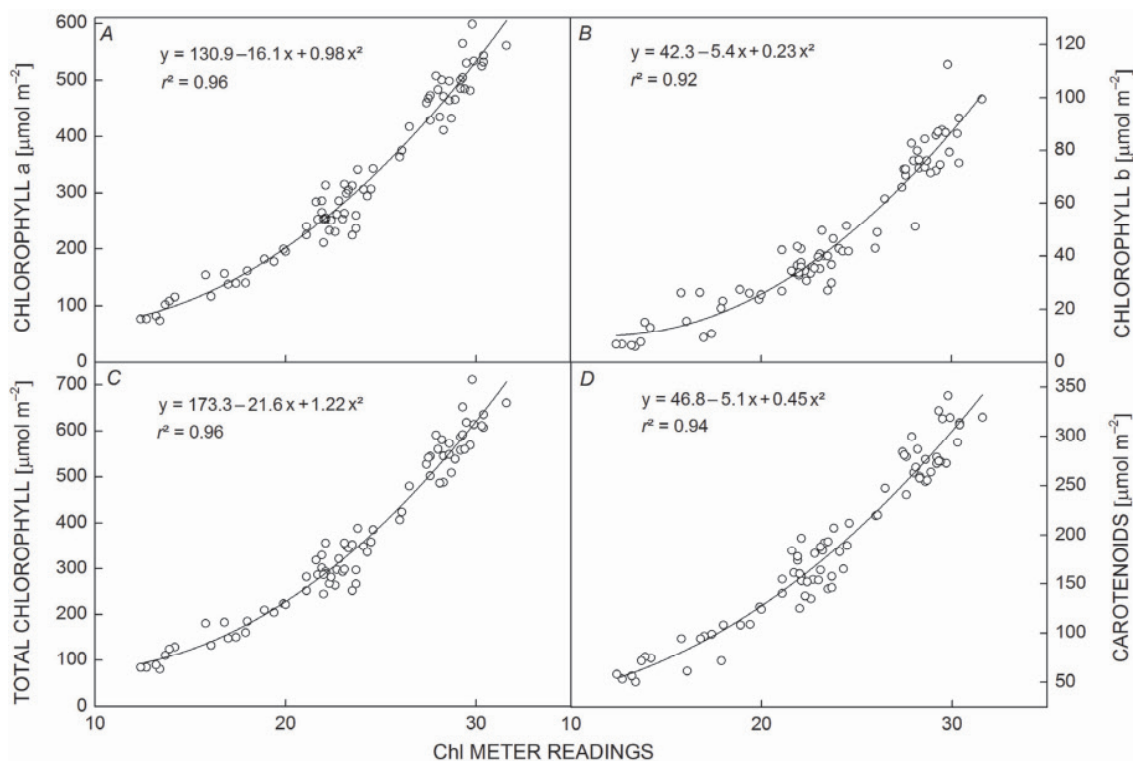 A
y = 130.9 – 16.1 x + 0.98 x²
r² = 0.96
CHLOROPHYLL a [µmol m⁻²]
600
500
400
300
200
100
0
B
y = 42.3 – 5.4 x + 0.23 x²
r² = 0.92
CHLOROPHYLL b [µmol m⁻²]
120
100
80
60
40
20
0
C
y = 173.3 – 21.6 x + 1.22 x²
r² = 0.96
TOTAL CHLOROPHYLL [µmol m⁻²]
700
600
500
400
300
200
100
0
D
y = 46.8 – 5.1 x + 0.45 x²
r² = 0.94
CAROTENOIDS [µmol m⁻²]
350
300
250
200
150
100
50
10 20 30 10 20 30
Chl METER READINGS